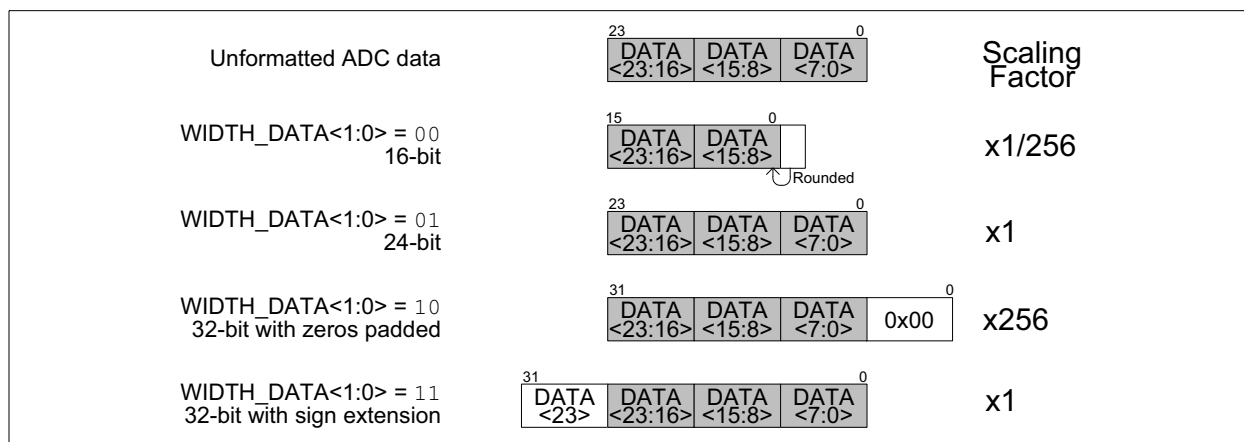 23 0
Unformatted ADC data DATA DATA DATA Scaling
<23:16> <15:8> <7:0> Factor
15 0
WIDTH_DATA<1:0> = 00 DATA DATA x1/256
16-bit <23:16> <15:8>
Rounded
23 0
WIDTH_DATA<1:0> = 01 DATA DATA DATA x1
24-bit <23:16> <15:8> <7:0>
31 0
WIDTH_DATA<1:0> = 10 DATA DATA DATA 0x00 x256
32-bit with zeros padded <23:16> <15:8> <7:0>
31 0
WIDTH_DATA<1:0> = 11 DATA DATA DATA DATA x1
32-bit with sign extension <23> <23:16> <15:8> <7:0>